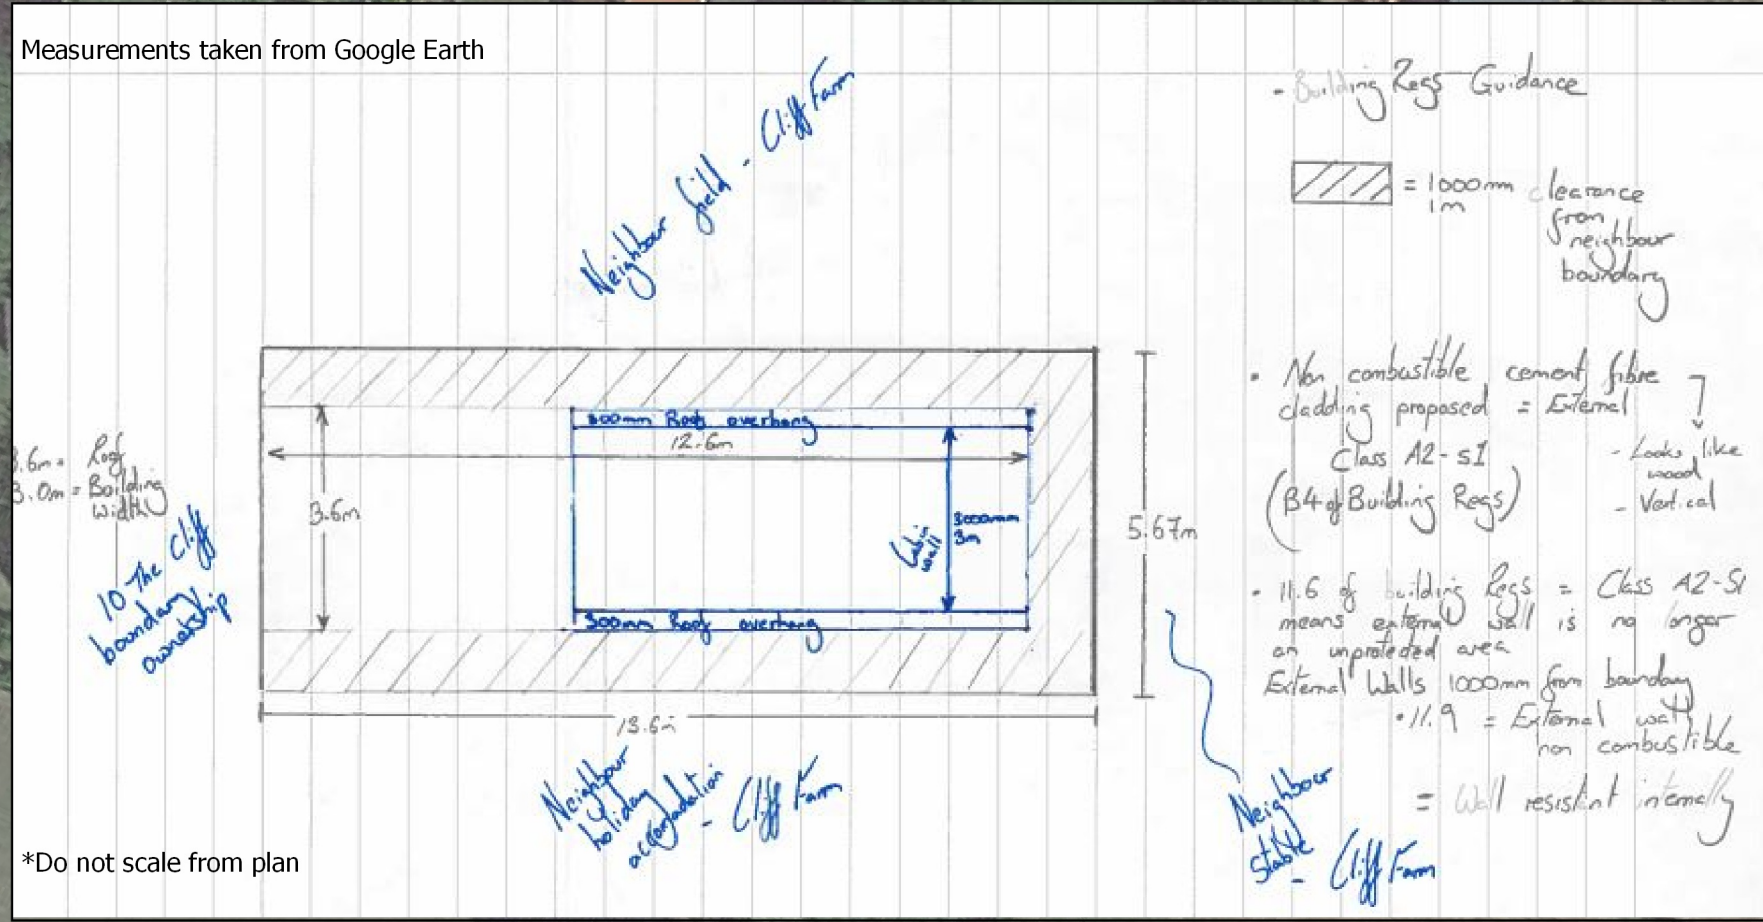 Measurements taken from Google Earth
Neighbour field - Cliff Farm
- Building Regs Guidance
= 1000mm clearance
1m
from
neighbour
boundary
300mm Roof overhang
12.6m
3.6m
Cabin
wall
3000mm
3m
300mm Roof overhang
13.6m
5.67m
3.6m = Roof
3.0m = Building
width
10 The Cliff
boundary
ownership
• Non combustible cement fibre
cladding proposed = External
Class A2-s1
(B4 of Building Regs)
- Looks like
wood
- Vertical
• 11.6 of building Regs = Class A2-S1
means external wall is no longer
an unprotected area
External Walls 1000mm from boundary
• 11.9 = External wall
non combustible
= Wall resistint internally
Neighbour
holiday
accomadation
- Cliff Farm
Neighbour
stable
- Cliff Farm
*Do not scale from plan